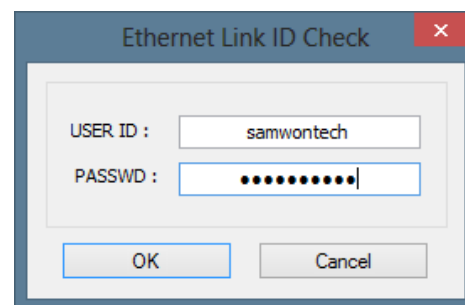 Ethernet Link ID Check
USER ID : samwontech
PASSWD : ●●●●●●●●●●
OK Cancel